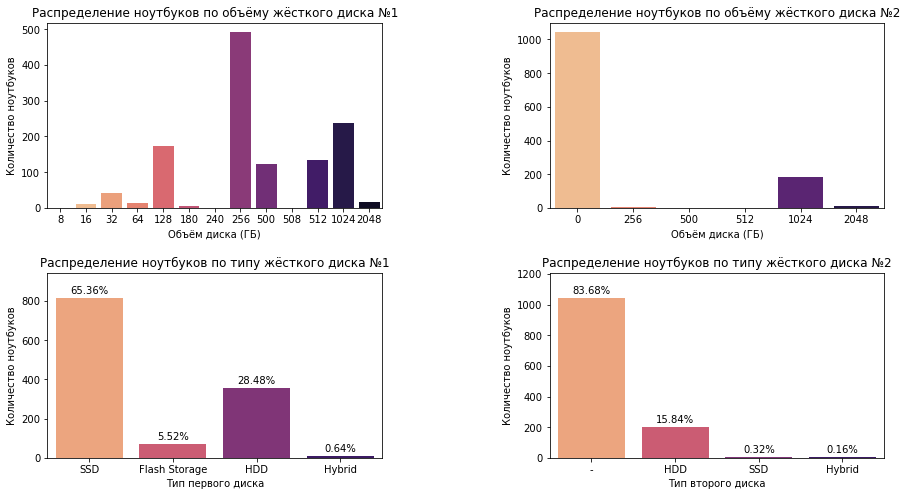 Распределение ноутбуков по объёму жёсткого диска №1
Количество ноутбуков
500
400
300
200
100
0
8 16 32 64 128 180 240 256 500 508 512 1024 2048
Объём диска (ГБ)
Распределение ноутбуков по объёму жёсткого диска №2
Количество ноутбуков
1000
800
600
400
200
0
0 256 500 512 1024 2048
Объём диска (ГБ)
Распределение ноутбуков по типу жёсткого диска №1
Количество ноутбуков
800
600
400
200
0
65.36%
5.52%
28.48%
0.64%
SSD Flash Storage HDD Hybrid
Тип первого диска
Распределение ноутбуков по типу жёсткого диска №2
Количество ноутбуков
1200
1000
800
600
400
200
0
83.68%
15.84%
0.32%
0.16%
- HDD SSD Hybrid
Тип второго диска